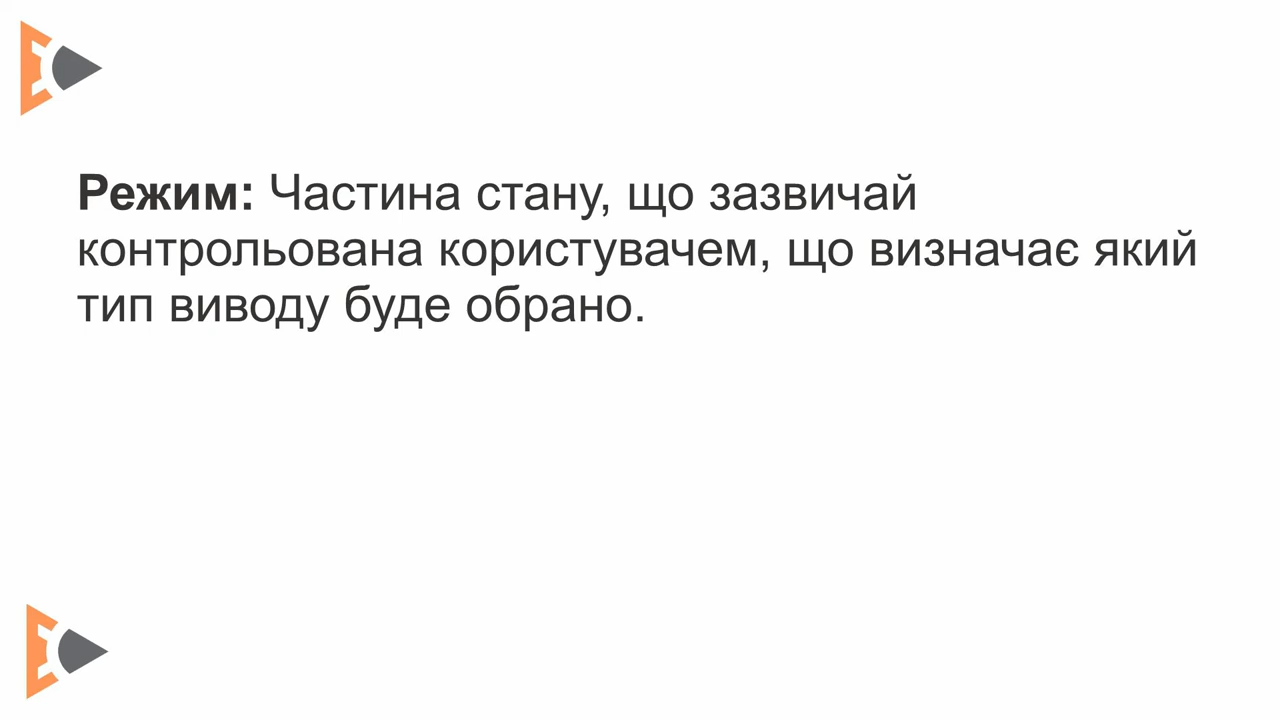 Режим: Частина стану, що зазвичай
контрольована користувачем, що визначає який
тип виводу буде обрано.